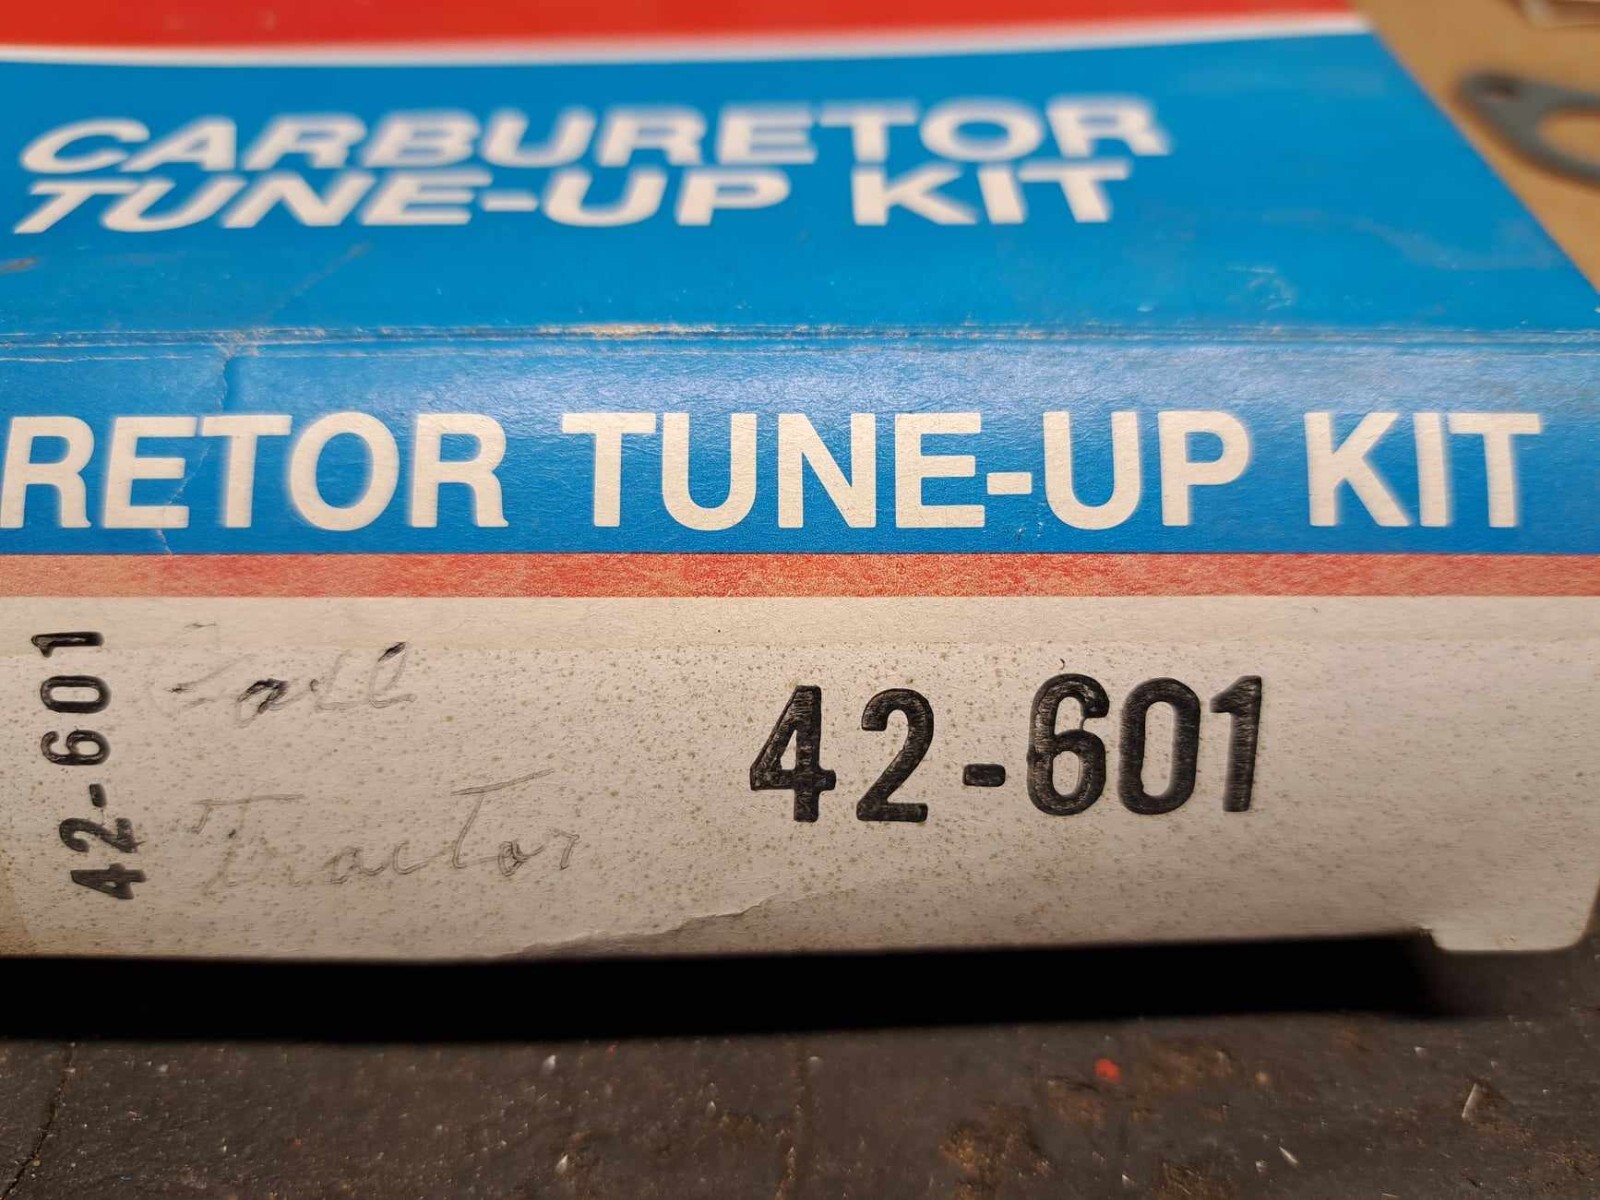 CARBURETOR
TUNE-UP KIT
RETOR TUNE-UP KIT
42-601
42-601
Tractor